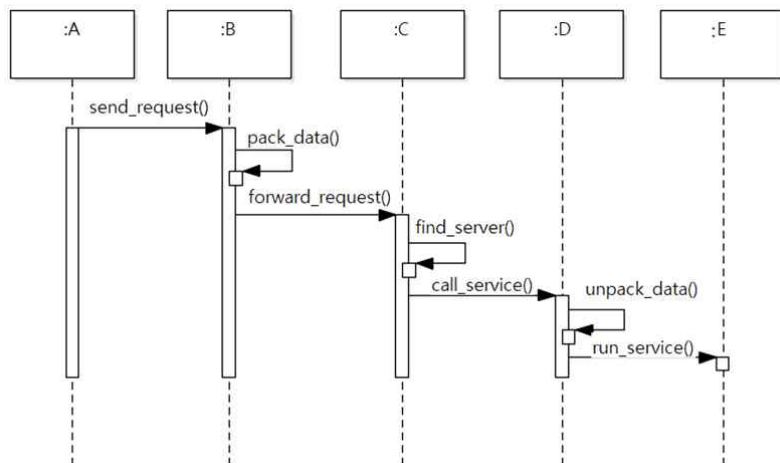 :A
:B
:C
:D
:E
send_request()
pack_data()
forward_request()
find_server()
call_service()
unpack_data()
run_service()